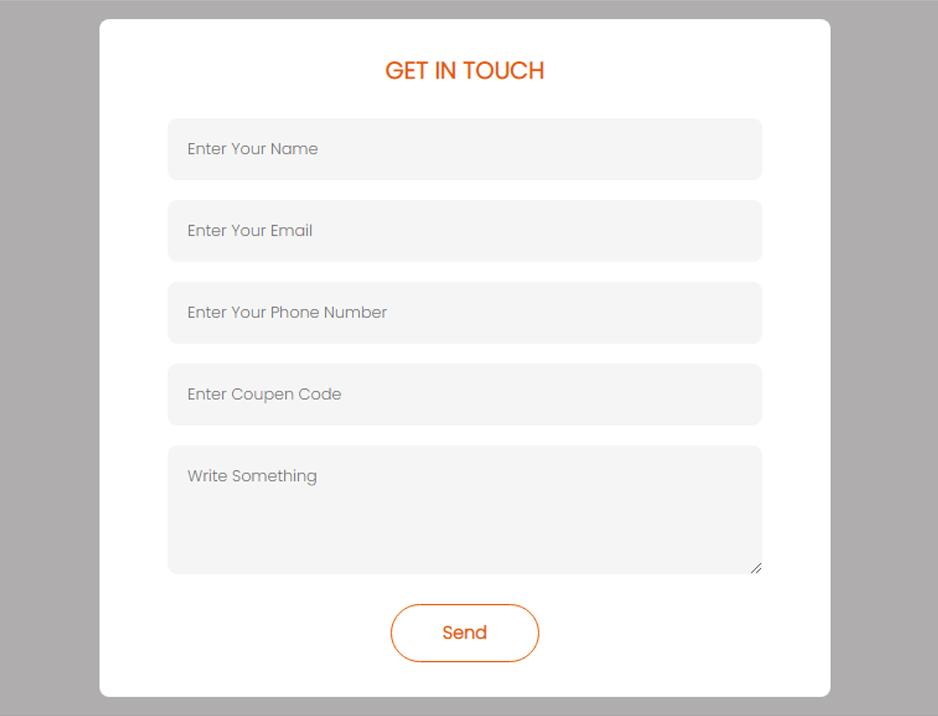 GET IN TOUCH
Enter Your Name
Enter Your Email
Enter Your Phone Number
Enter Coupen Code
Write Something
Send